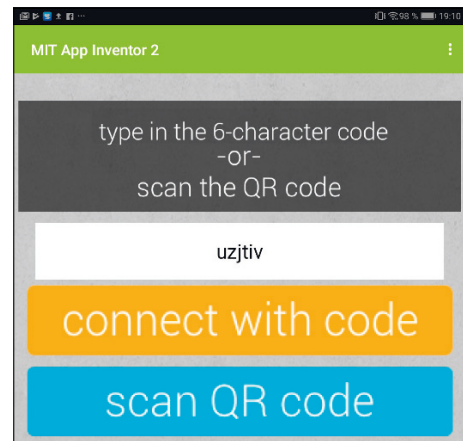 98 % 19:10
MIT App Inventor 2
type in the 6-character code
-or-
scan the QR code
uzjtiv
connect with code
scan QR code